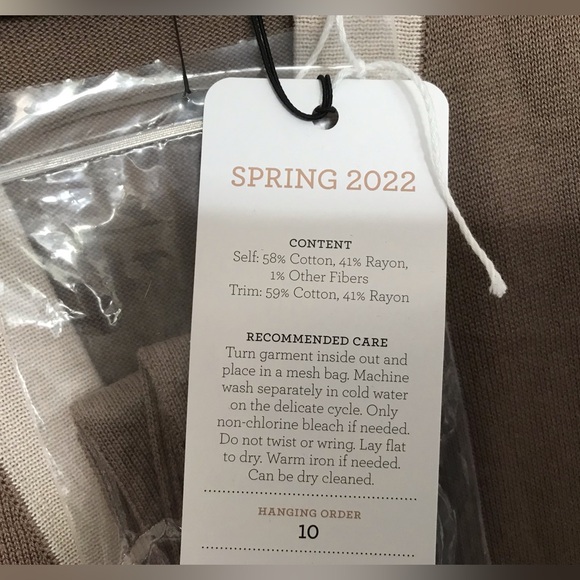 SPRING 2022
CONTENT
Self: 58% Cotton, 41% Rayon,
1% Other Fibers
Trim: 59% Cotton, 41% Rayon
RECOMMENDED CARE
Turn garment inside out and
place in a mesh bag. Machine
wash separately in cold water
on the delicate cycle. Only
non-chlorine bleach if needed.
Do not twist or wring. Lay flat
to dry. Warm iron if needed.
Can be dry cleaned.
HANGING ORDER
10